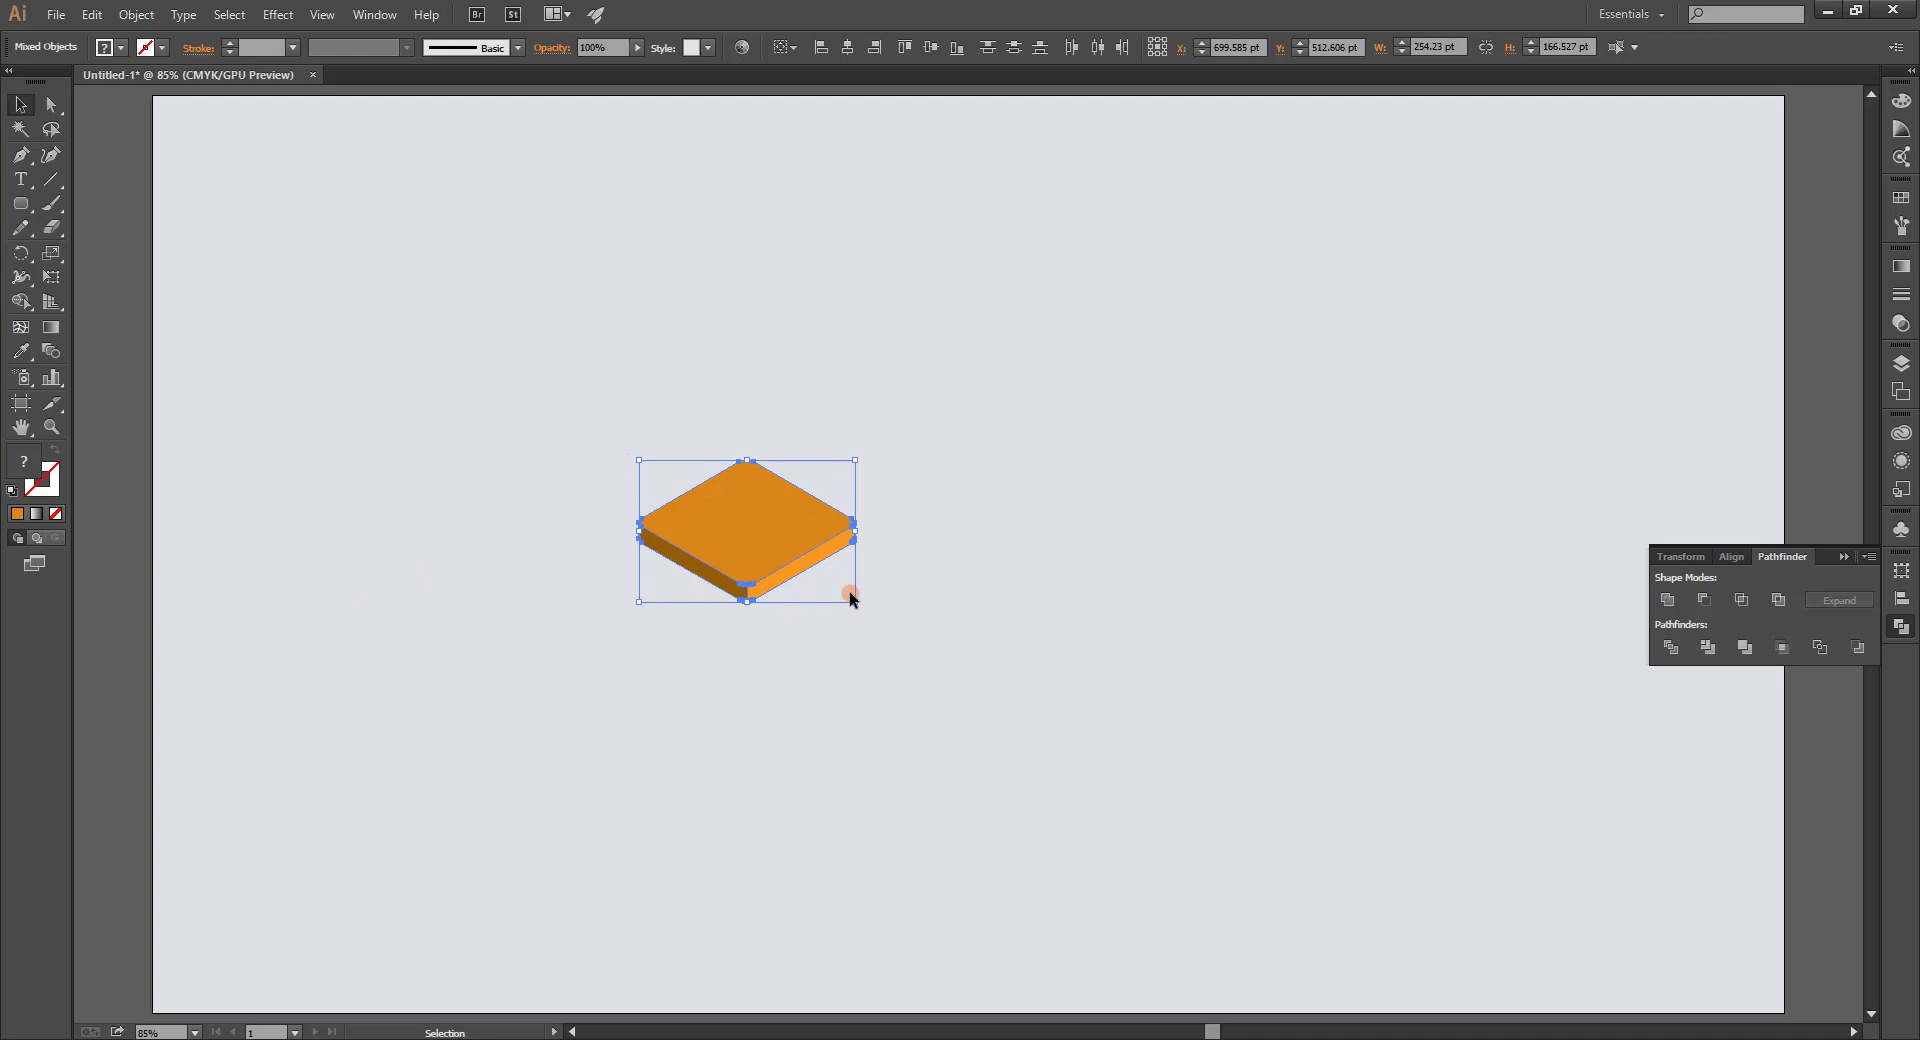 Ai File Edit Object Type Select Effect View Window Help Br St Essentials
Mixed Objects ? Stroke: Basic Opacity: 100% Style: X: 699.585 pt Y: 512.606 pt W: 254.23 pt H: 166.527 pt
Untitled-1* @ 85% (CMYK/GPU Preview) ×
T
?
Transform Align Pathfinder
Shape Modes:
Expand
Pathfinders:
85% 1 Selection